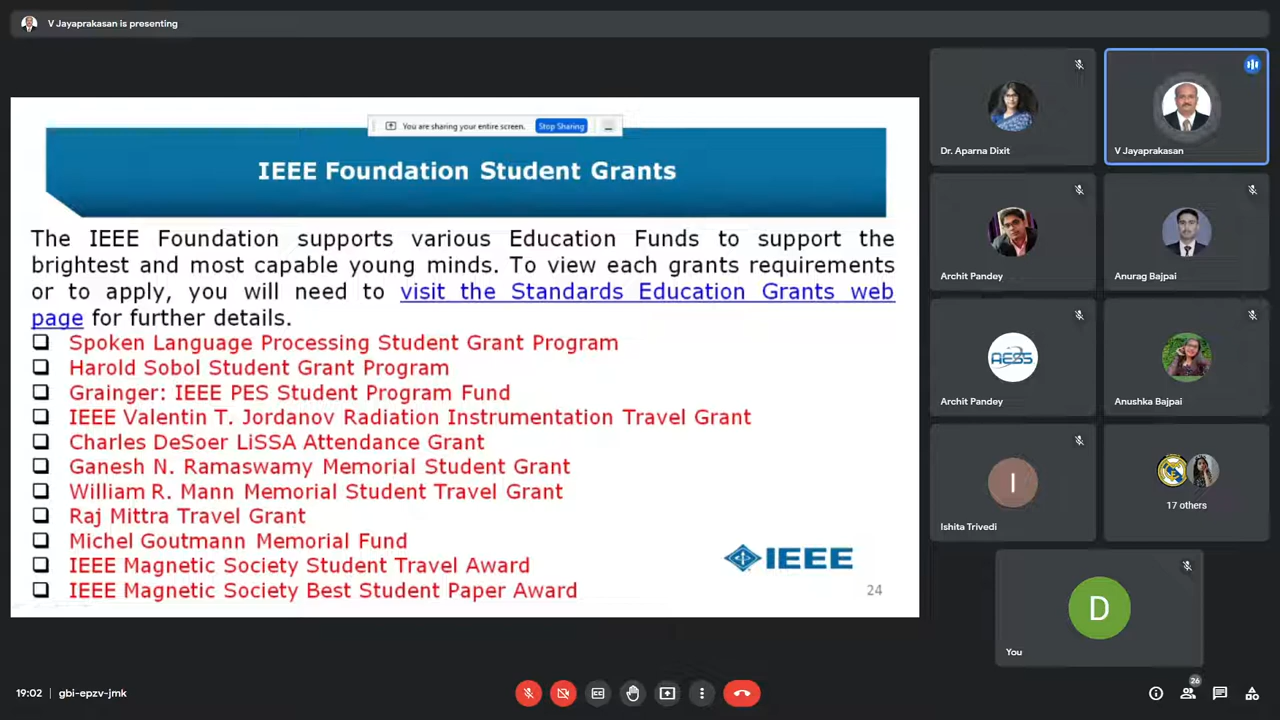 V Jayaprakasan is presenting
You are sharing your entire screen. Stop Sharing
IEEE Foundation Student Grants
The IEEE Foundation supports various Education Funds to support the
brightest and most capable young minds. To view each grants requirements
or to apply, you will need to visit the Standards Education Grants web
page for further details.
Spoken Language Processing Student Grant Program
Harold Sobol Student Grant Program
Grainger: IEEE PES Student Program Fund
IEEE Valentin T. Jordanov Radiation Instrumentation Travel Grant
Charles DeSoer LiSSA Attendance Grant
Ganesh N. Ramaswamy Memorial Student Grant
William R. Mann Memorial Student Travel Grant
Raj Mittra Travel Grant
Michel Goutmann Memorial Fund
IEEE Magnetic Society Student Travel Award
IEEE Magnetic Society Best Student Paper Award
IEEE
24
Dr. Aparna Dixit
V Jayaprakasan
Archit Pandey
Anurag Bajpai
AESS
Archit Pandey
Anushka Bajpai
I
Ishita Trivedi
17 others
D
You
19:02 | gbi-epzv-jmk
26